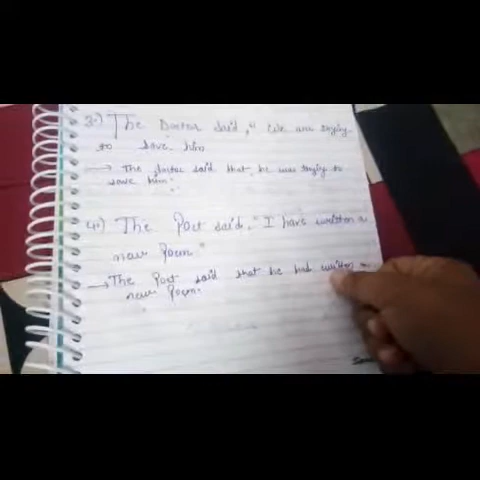 3.) The Doctor said," We are trying
to save him
→ The doctor said that he was trying to
save him.
4.) The Poet said," I have written a
new Poem"
→ The Poet said that he had written a
new Poem.